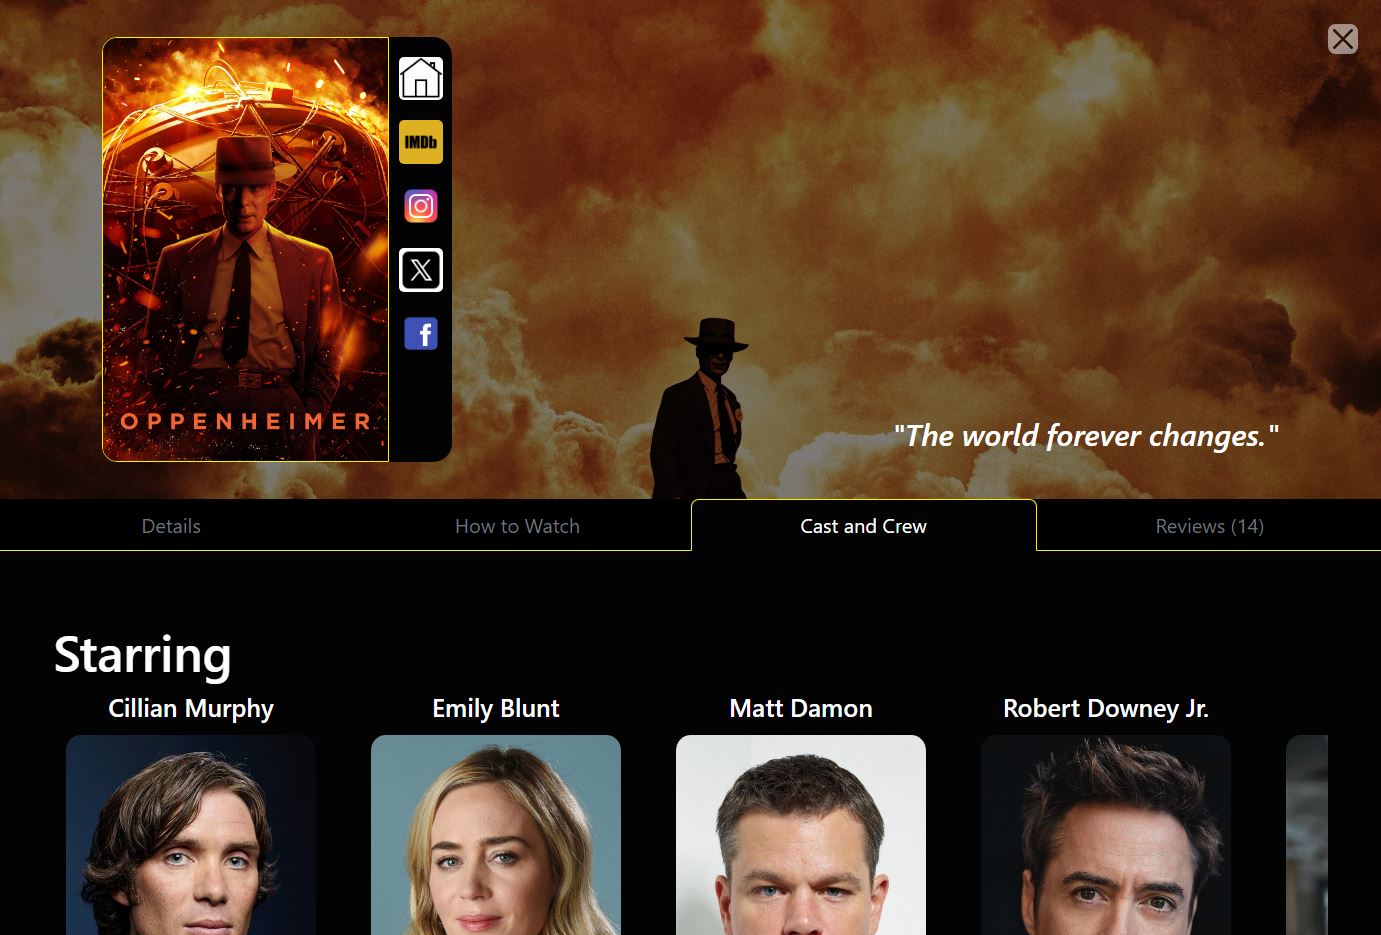 IMDb
X
f
OPPENHEIMER
"The world forever changes."
Details
How to Watch
Cast and Crew
Reviews (14)
Starring
Cillian Murphy
Emily Blunt
Matt Damon
Robert Downey Jr.